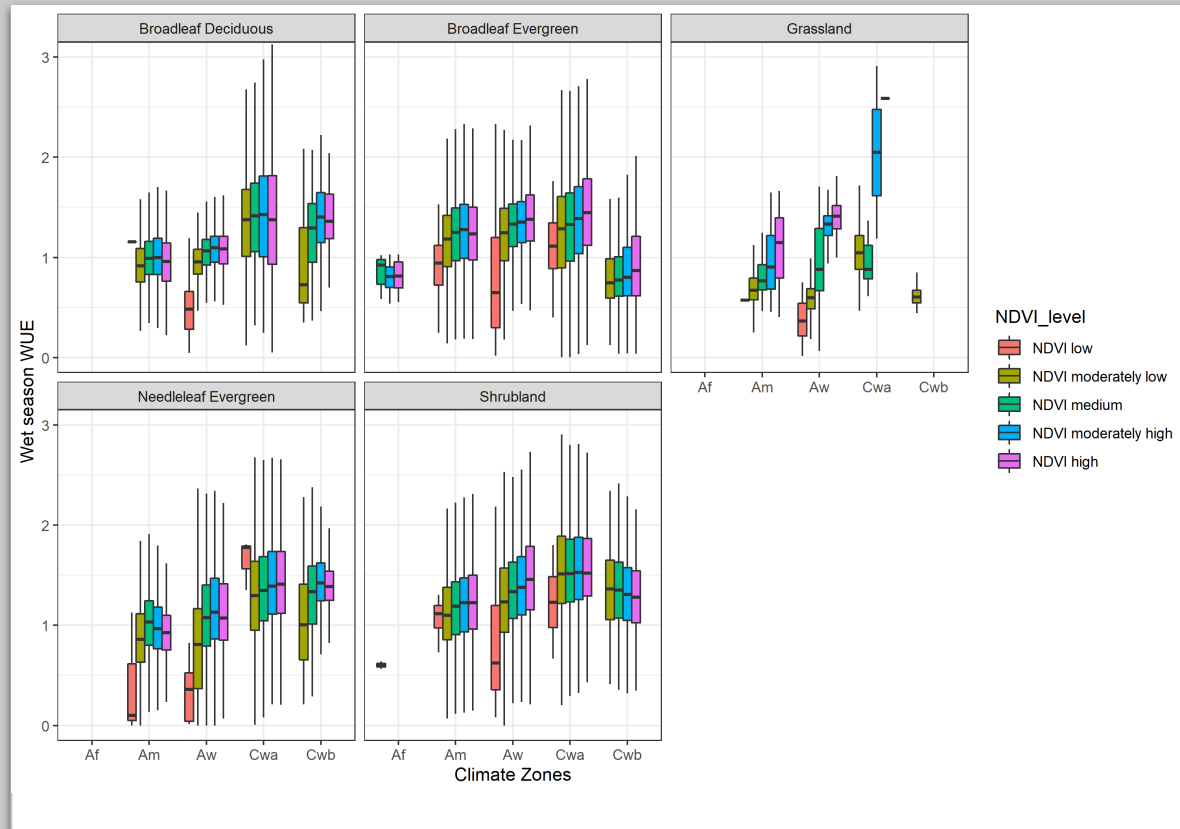 Broadleaf Deciduous
Broadleaf Evergreen
Grassland
3
2
1
0
Af Am Aw Cwa Cwb
Needleleaf Evergreen
Shrubland
3
2
1
0
Af Am Aw Cwa Cwb
Af Am Aw Cwa Cwb
Climate Zones
Wet season WUE
NDVI_level
NDVI low
NDVI moderately low
NDVI medium
NDVI moderately high
NDVI high